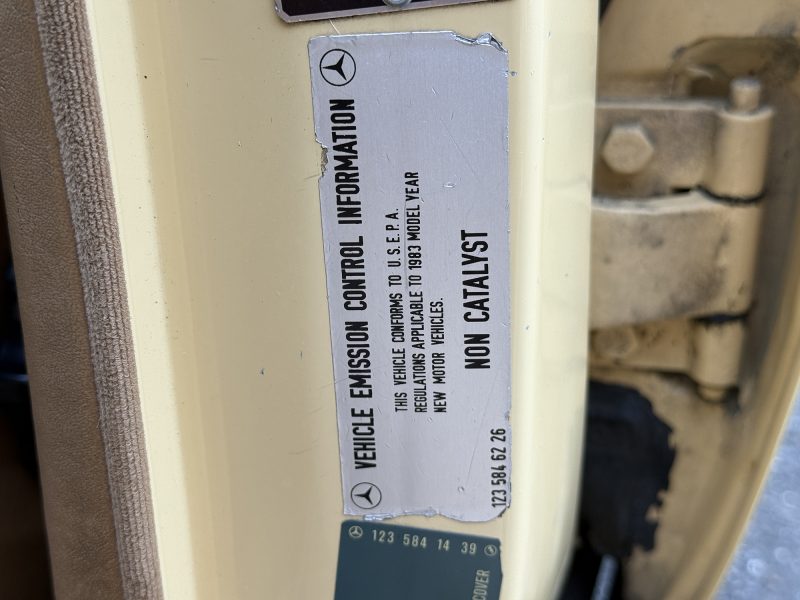 VEHICLE EMISSION CONTROL INFORMATION
THIS VEHICLE CONFORMS TO U. S. E. P. A.
REGULATIONS APPLICABLE TO 1983 MODEL YEAR
NEW MOTOR VEHICLES.
NON CATALYST
123 584 62 26
123 584 14 39
COVER